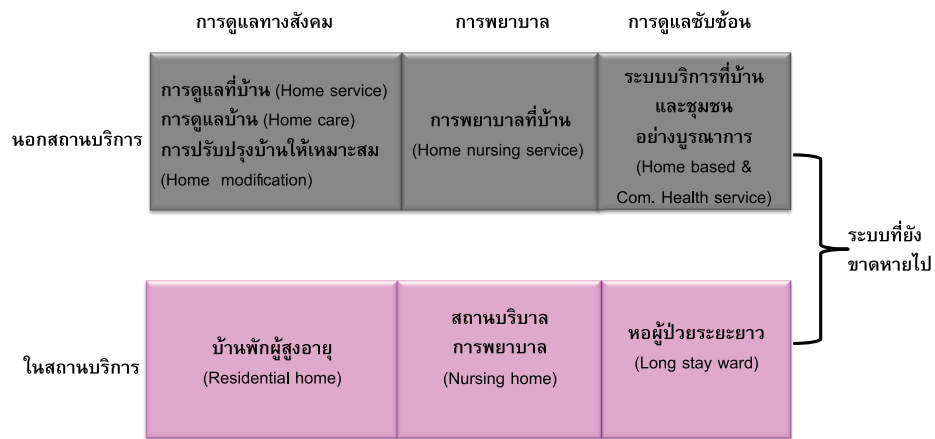 การดูแลทางสังคม
การพยาบาล
การดูแลซับซ้อน
นอกสถานบริการ
การดูแลที่บ้าน (Home service)
การดูแลบ้าน (Home care)
การปรับปรุงบ้านให้เหมาะสม
(Home modification)
การพยาบาลที่บ้าน
(Home nursing service)
ระบบบริการที่บ้าน
และชุมชน
อย่างบูรณาการ
(Home based &
Com. Health service)
ระบบที่ยัง
ขาดหายไป
ในสถานบริการ
บ้านพักผู้สูงอายุ
(Residential home)
สถานบริบาล
การพยาบาล
(Nursing home)
หอผู้ป่วยระยะยาว
(Long stay ward)